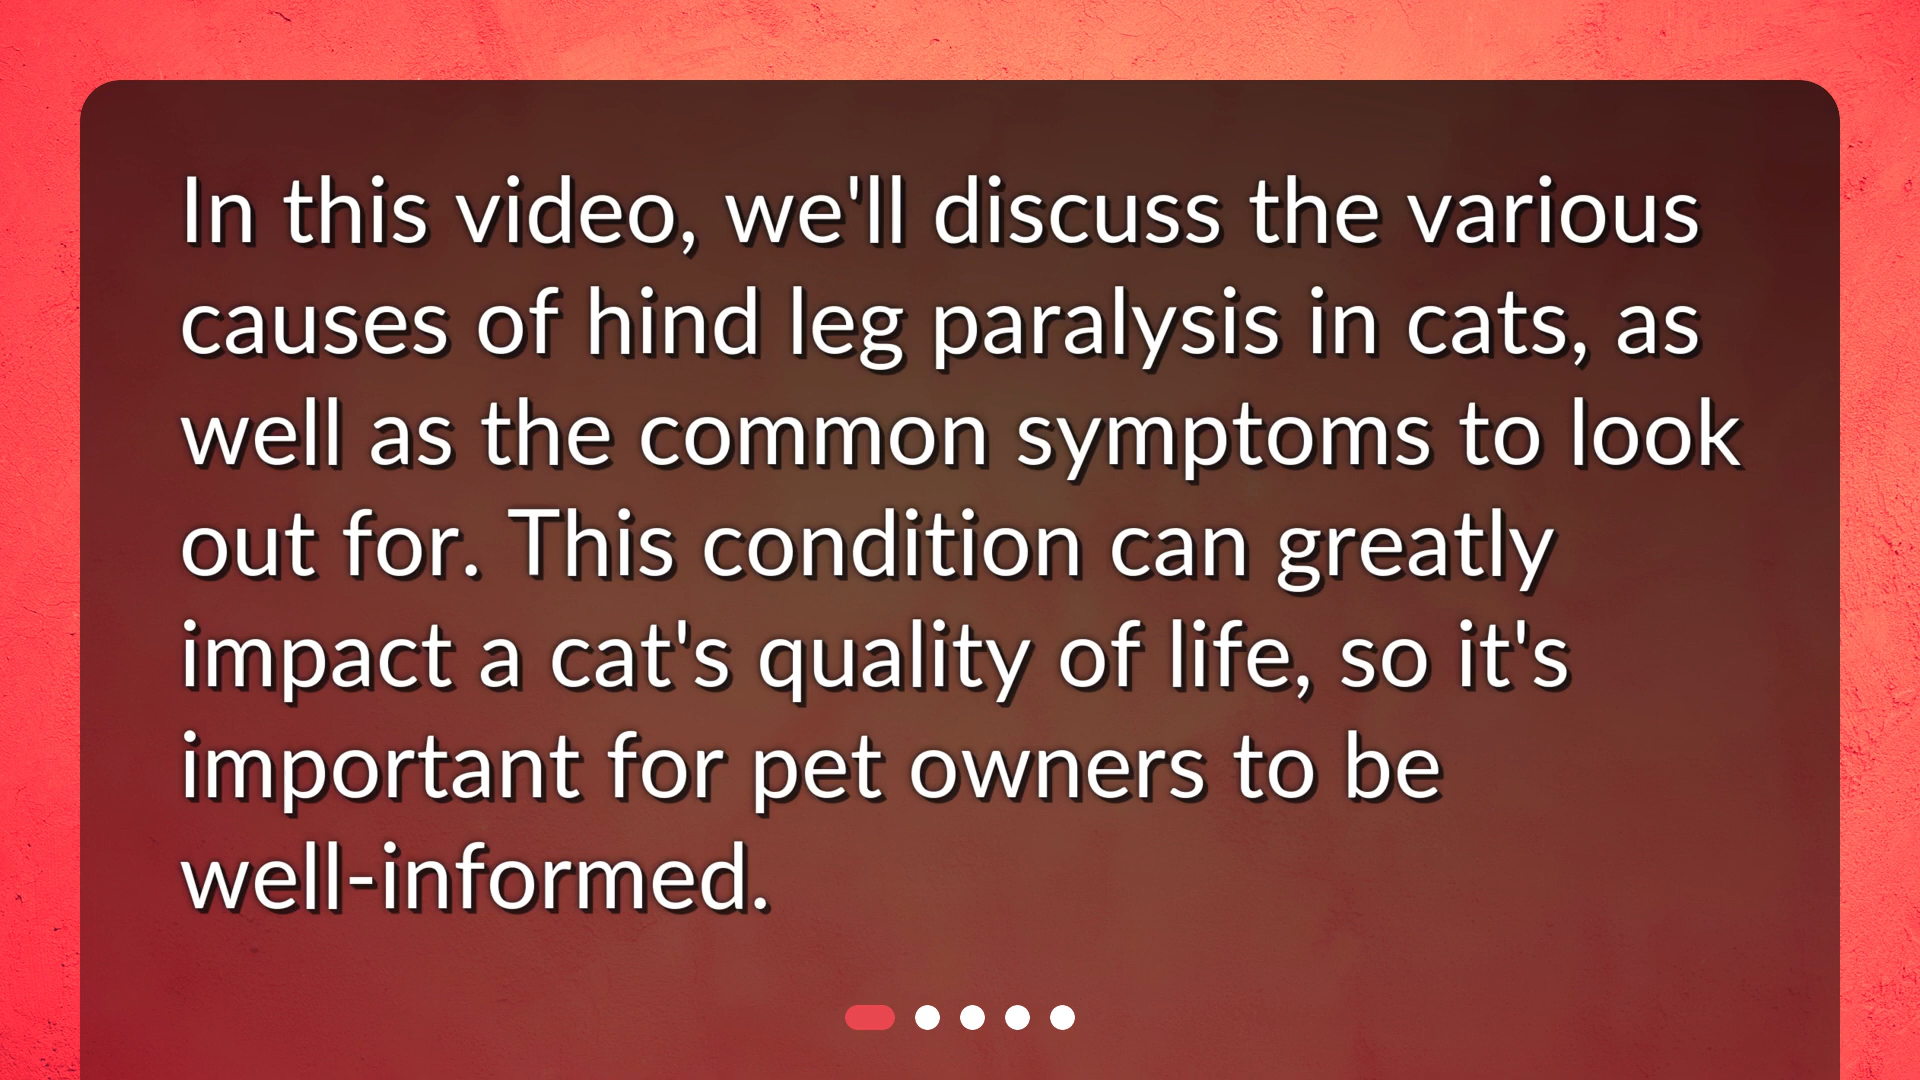 In this video, we'll discuss the various
causes of hind leg paralysis in cats, as
well as the common symptoms to look
out for. This condition can greatly
impact a cat's quality of life, so it's
important for pet owners to be
well-informed.